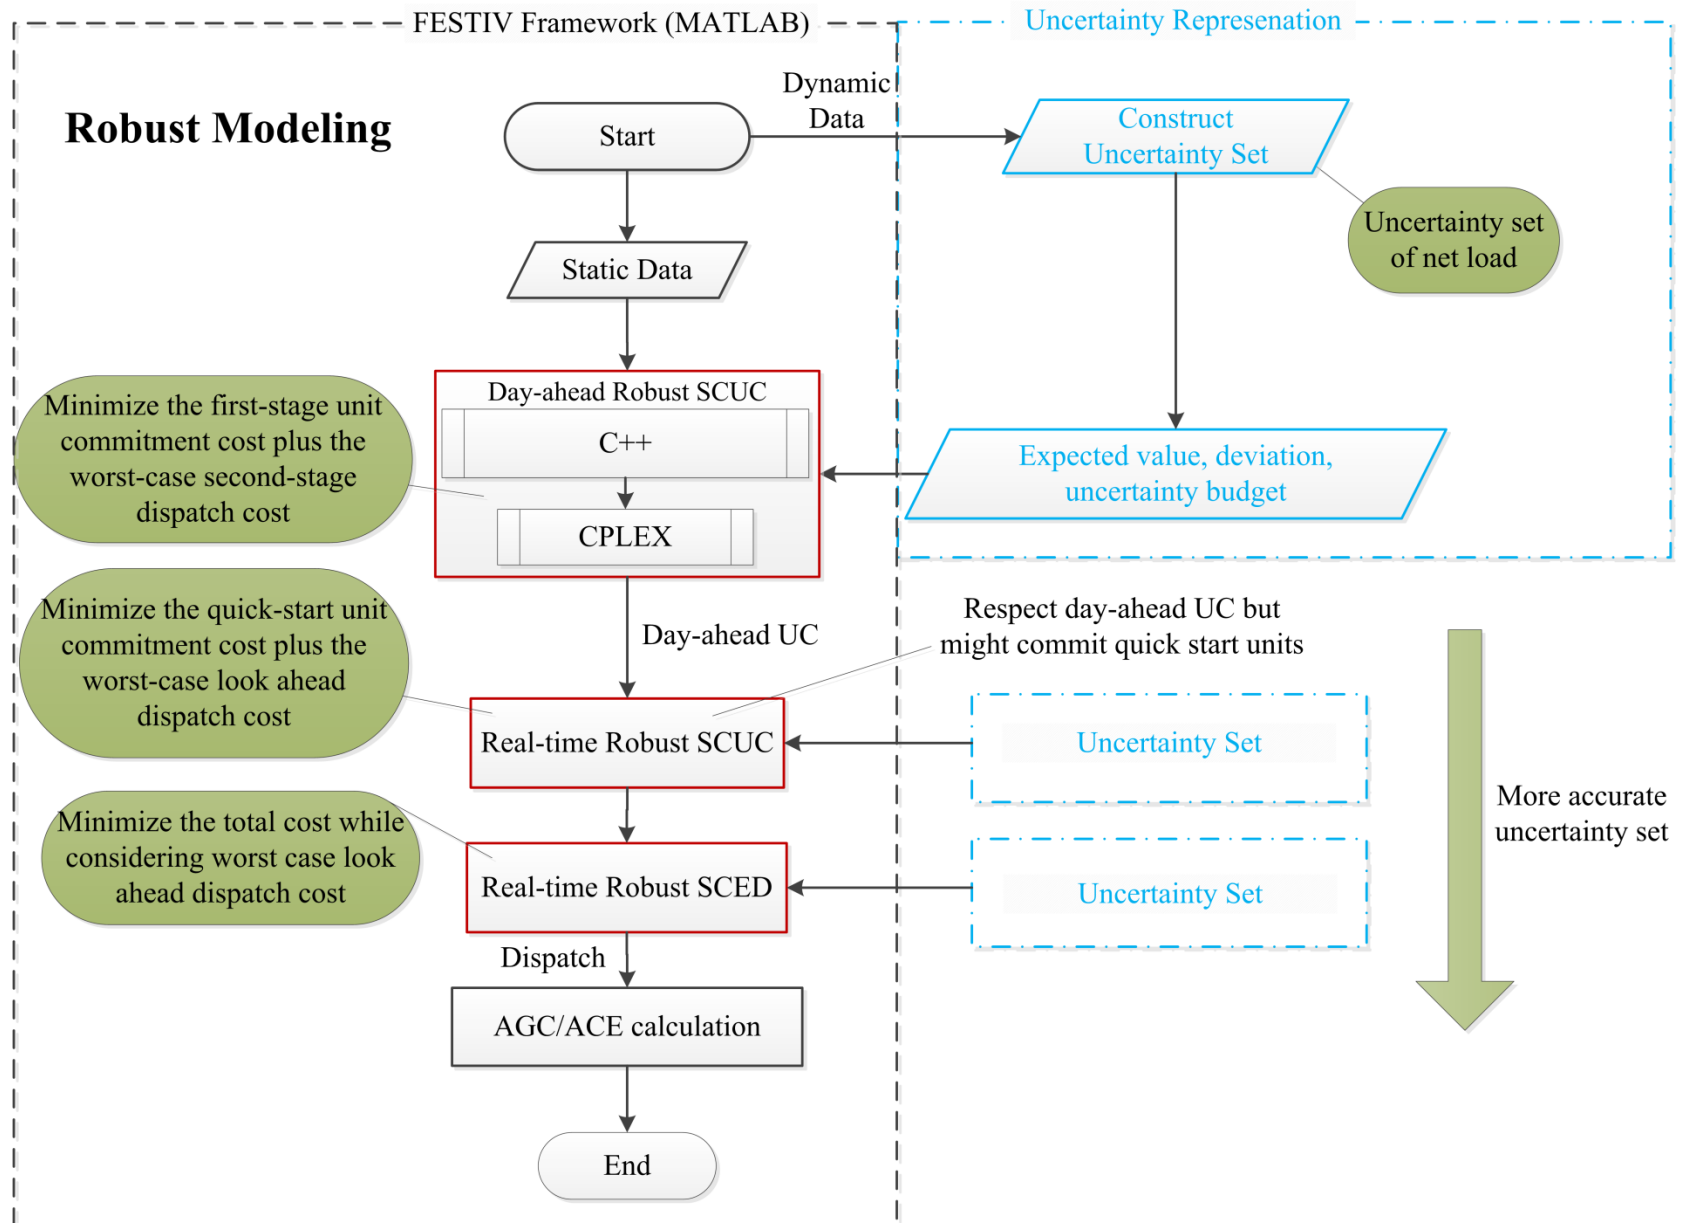 FESTIV Framework (MATLAB)
Uncertainty Represenation
Robust Modeling
Start
Dynamic
Data
Construct
Uncertainty Set
Uncertainty set
of net load
Static Data
Day-ahead Robust SCUC
C++
CPLEX
Minimize the first-stage unit
commitment cost plus the
worst-case second-stage
dispatch cost
Expected value, deviation,
uncertainty budget
Minimize the quick-start unit
commitment cost plus the
worst-case look ahead
dispatch cost
Day-ahead UC
Respect day-ahead UC but
might commit quick start units
Real-time Robust SCUC
Uncertainty Set
More accurate
uncertainty set
Minimize the total cost while
considering worst case look
ahead dispatch cost
Real-time Robust SCED
Uncertainty Set
Dispatch
AGC/ACE calculation
End